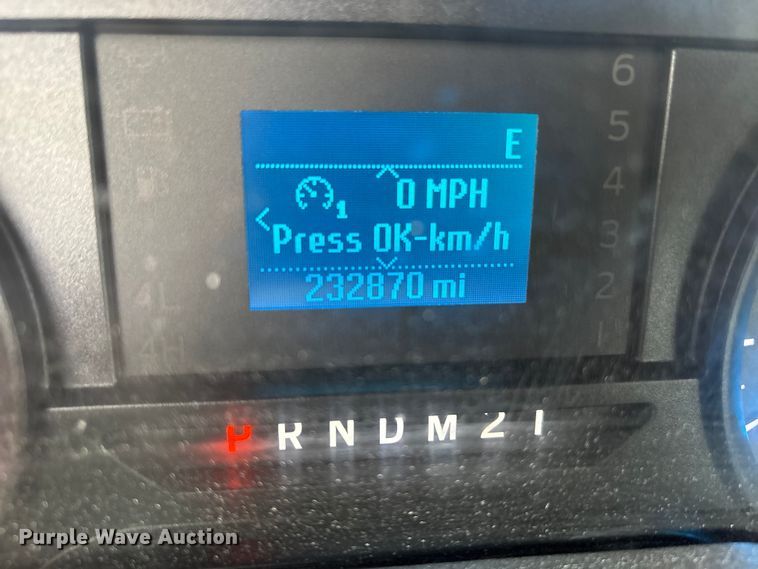 E
1 0 MPH
Press OK-km/h
232870 mi
6
5
4
3
2
1
4L
4H
P R N D M 2 1
Purple Wave Auction